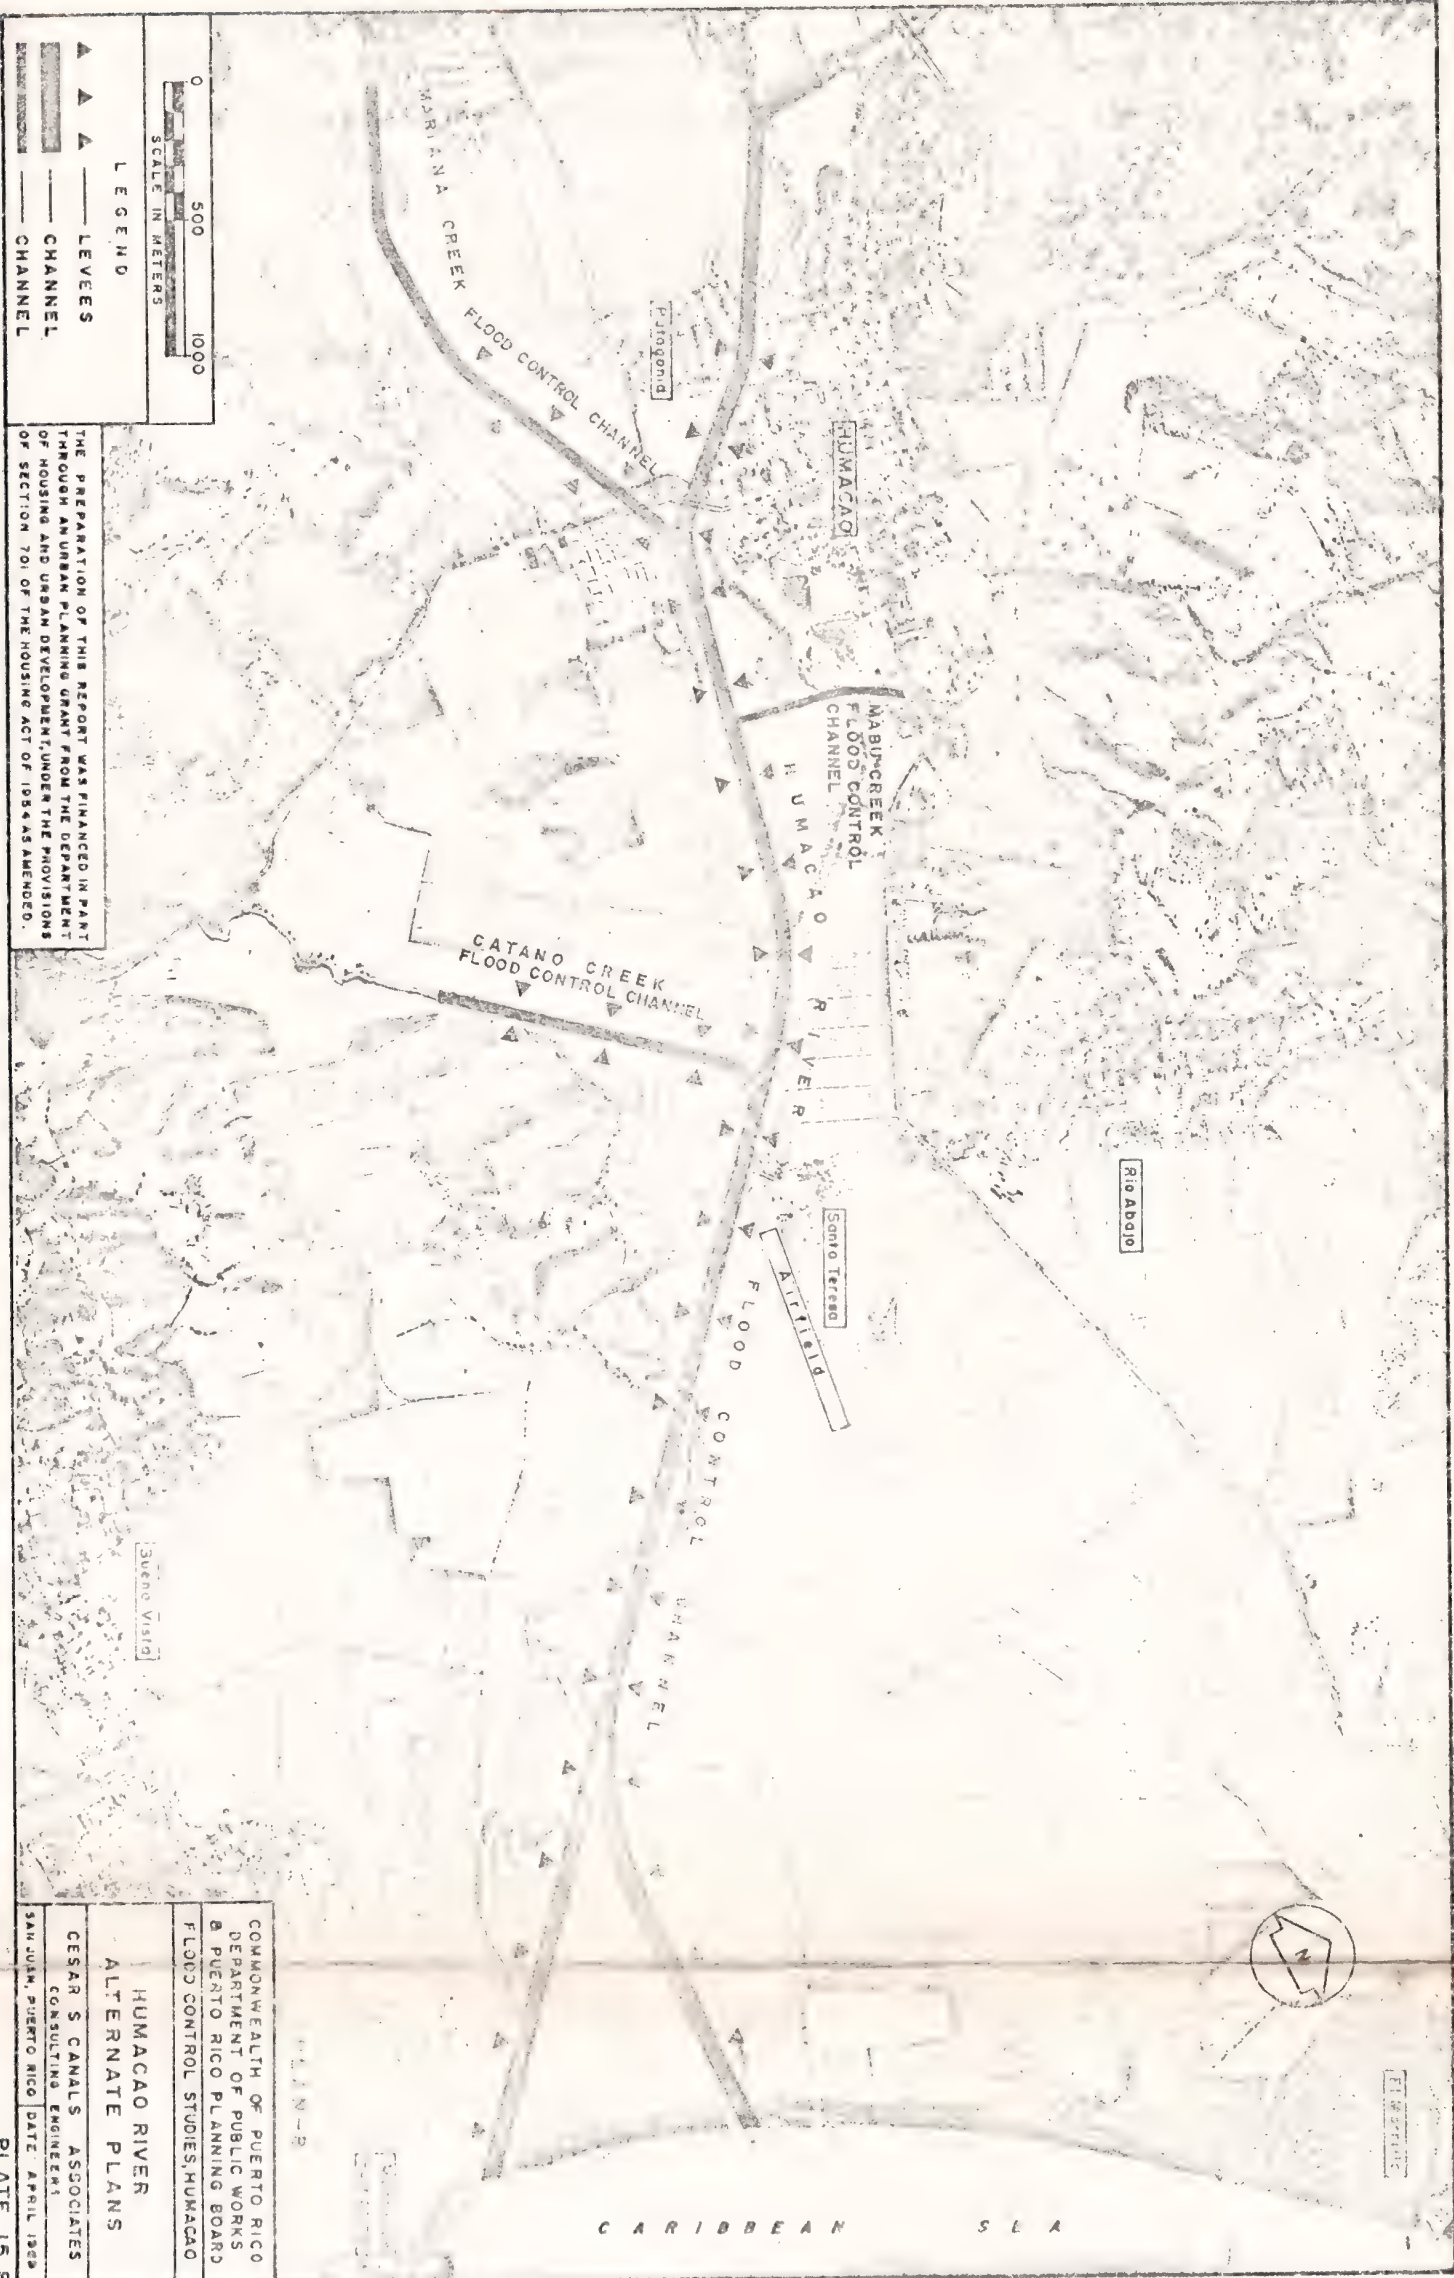 MARIANA CREEK FLOOD CONTROL CHANNEL
Patagonia
HUMACAO
MABU CREEK
FLOOD CONTROL
CHANNEL
HUMACAO RIVER FLOOD CONTROL CHANNEL
CATANO CREEK
FLOOD CONTROL CHANNEL
Rio Abajo
Santa Teresa
Airfield
Buena Vista
N
CARIBBEAN SEA
0 500 1000
SCALE IN METERS
LEGEND
LEVEES
CHANNEL
CHANNEL
THE PREPARATION OF THIS REPORT WAS FINANCED IN PART
THROUGH AN URBAN PLANNING GRANT FROM THE DEPARTMENT
OF HOUSING AND URBAN DEVELOPMENT, UNDER THE PROVISIONS
OF SECTION 701 OF THE HOUSING ACT OF 1954 AS AMENDED.
COMMONWEALTH OF PUERTO RICO
DEPARTMENT OF PUBLIC WORKS
& PUERTO RICO PLANNING BOARD
FLOOD CONTROL STUDIES, HUMACAO
HUMACAO RIVER
ALTERNATE PLANS
CESAR S CANALS ASSOCIATES
CONSULTING ENGINEERS
SAN JUAN, PUERTO RICO DATE APRIL
PLATE 15